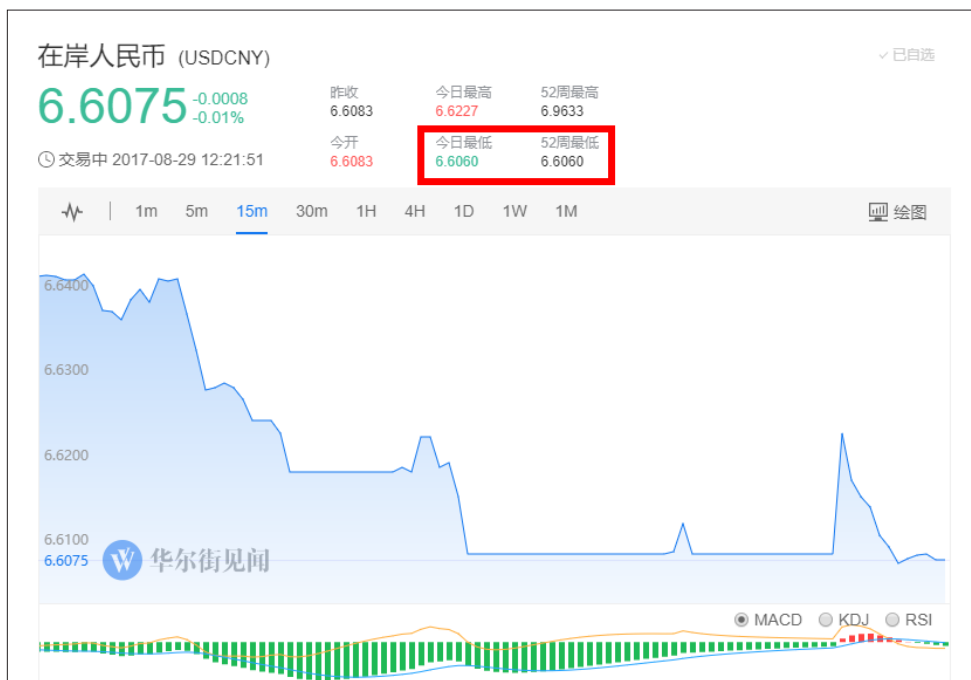 在岸人民币 (USDCNY)
已自选
6.6075 -0.0008
-0.01%
昨收 今日最高 52周最高
6.6083 6.6227 6.9633
今开 今日最低 52周最低
6.6083 6.6060 6.6060
交易中 2017-08-29 12:21:51
1m 5m 15m 30m 1H 4H 1D 1W 1M 绘图
6.6400
6.6300
6.6200
6.6100
6.6075
华尔街见闻
MACD KDJ RSI